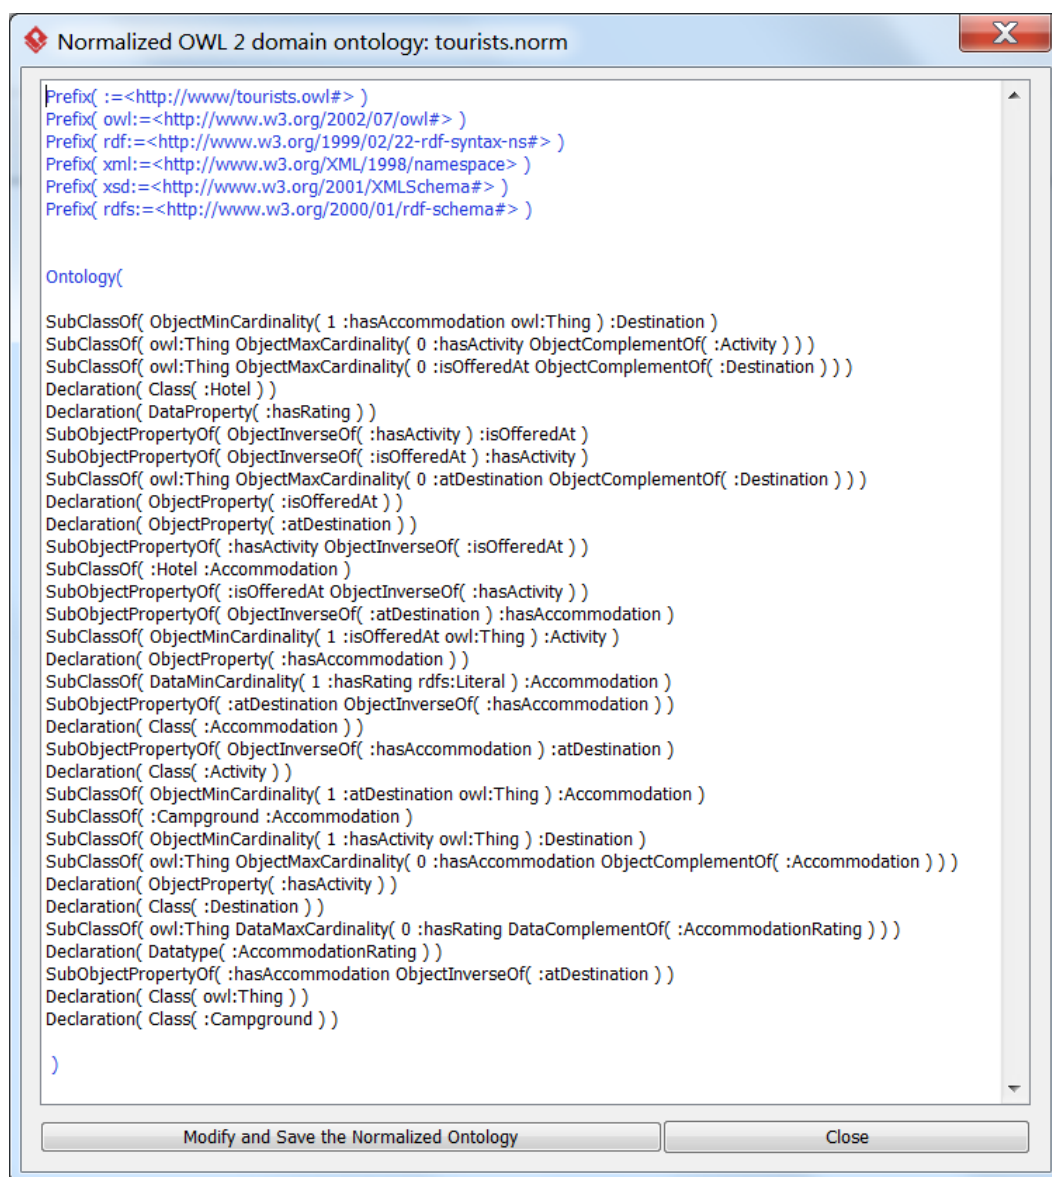 Normalized OWL 2 domain ontology: tourists.norm
Prefix( :=<http://www/tourists.owl#> )
Prefix( owl:=<http://www.w3.org/2002/07/owl#> )
Prefix( rdf:=<http://www.w3.org/1999/02/22-rdf-syntax-ns#> )
Prefix( xml:=<http://www.w3.org/XML/1998/namespace> )
Prefix( xsd:=<http://www.w3.org/2001/XMLSchema#> )
Prefix( rdfs:=<http://www.w3.org/2000/01/rdf-schema#> )
Ontology(
SubClassOf( ObjectMinCardinality( 1 :hasAccommodation owl:Thing ) :Destination )
SubClassOf( owl:Thing ObjectMaxCardinality( 0 :hasActivity ObjectComplementOf( :Activity ) ) )
SubClassOf( owl:Thing ObjectMaxCardinality( 0 :isOfferedAt ObjectComplementOf( :Destination ) ) )
Declaration( Class( :Hotel ) )
Declaration( DataProperty( :hasRating ) )
SubObjectPropertyOf( ObjectInverseOf( :hasActivity ) :isOfferedAt )
SubObjectPropertyOf( ObjectInverseOf( :isOfferedAt ) :hasActivity )
SubClassOf( owl:Thing ObjectMaxCardinality( 0 :atDestination ObjectComplementOf( :Destination ) ) )
Declaration( ObjectProperty( :isOfferedAt ) )
Declaration( ObjectProperty( :atDestination ) )
SubObjectPropertyOf( :hasActivity ObjectInverseOf( :isOfferedAt ) )
SubClassOf( :Hotel :Accommodation )
SubObjectPropertyOf( :isOfferedAt ObjectInverseOf( :hasActivity ) )
SubObjectPropertyOf( ObjectInverseOf( :atDestination ) :hasAccommodation )
SubClassOf( ObjectMinCardinality( 1 :isOfferedAt owl:Thing ) :Activity )
Declaration( ObjectProperty( :hasAccommodation ) )
SubClassOf( DataMinCardinality( 1 :hasRating rdfs:Literal ) :Accommodation )
SubObjectPropertyOf( :atDestination ObjectInverseOf( :hasAccommodation ) )
Declaration( Class( :Accommodation ) )
SubObjectPropertyOf( ObjectInverseOf( :hasAccommodation ) :atDestination )
Declaration( Class( :Activity ) )
SubClassOf( ObjectMinCardinality( 1 :atDestination owl:Thing ) :Accommodation )
SubClassOf( :Campground :Accommodation )
SubClassOf( ObjectMinCardinality( 1 :hasActivity owl:Thing ) :Destination )
SubClassOf( owl:Thing ObjectMaxCardinality( 0 :hasAccommodation ObjectComplementOf( :Accommodation ) ) )
Declaration( ObjectProperty( :hasActivity ) )
Declaration( Class( :Destination ) )
SubClassOf( owl:Thing DataMaxCardinality( 0 :hasRating DataComplementOf( :AccommodationRating ) ) )
Declaration( Datatype( :AccommodationRating ) )
SubObjectPropertyOf( :hasAccommodation ObjectInverseOf( :atDestination ) )
Declaration( Class( owl:Thing ) )
Declaration( Class( :Campground ) )
)
Modify and Save the Normalized Ontology
Close